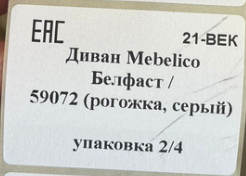 EAC
21-ВЕК
Диван Mebelico
Белфаст /
59072 (рогожка, серый)
упаковка 2/4